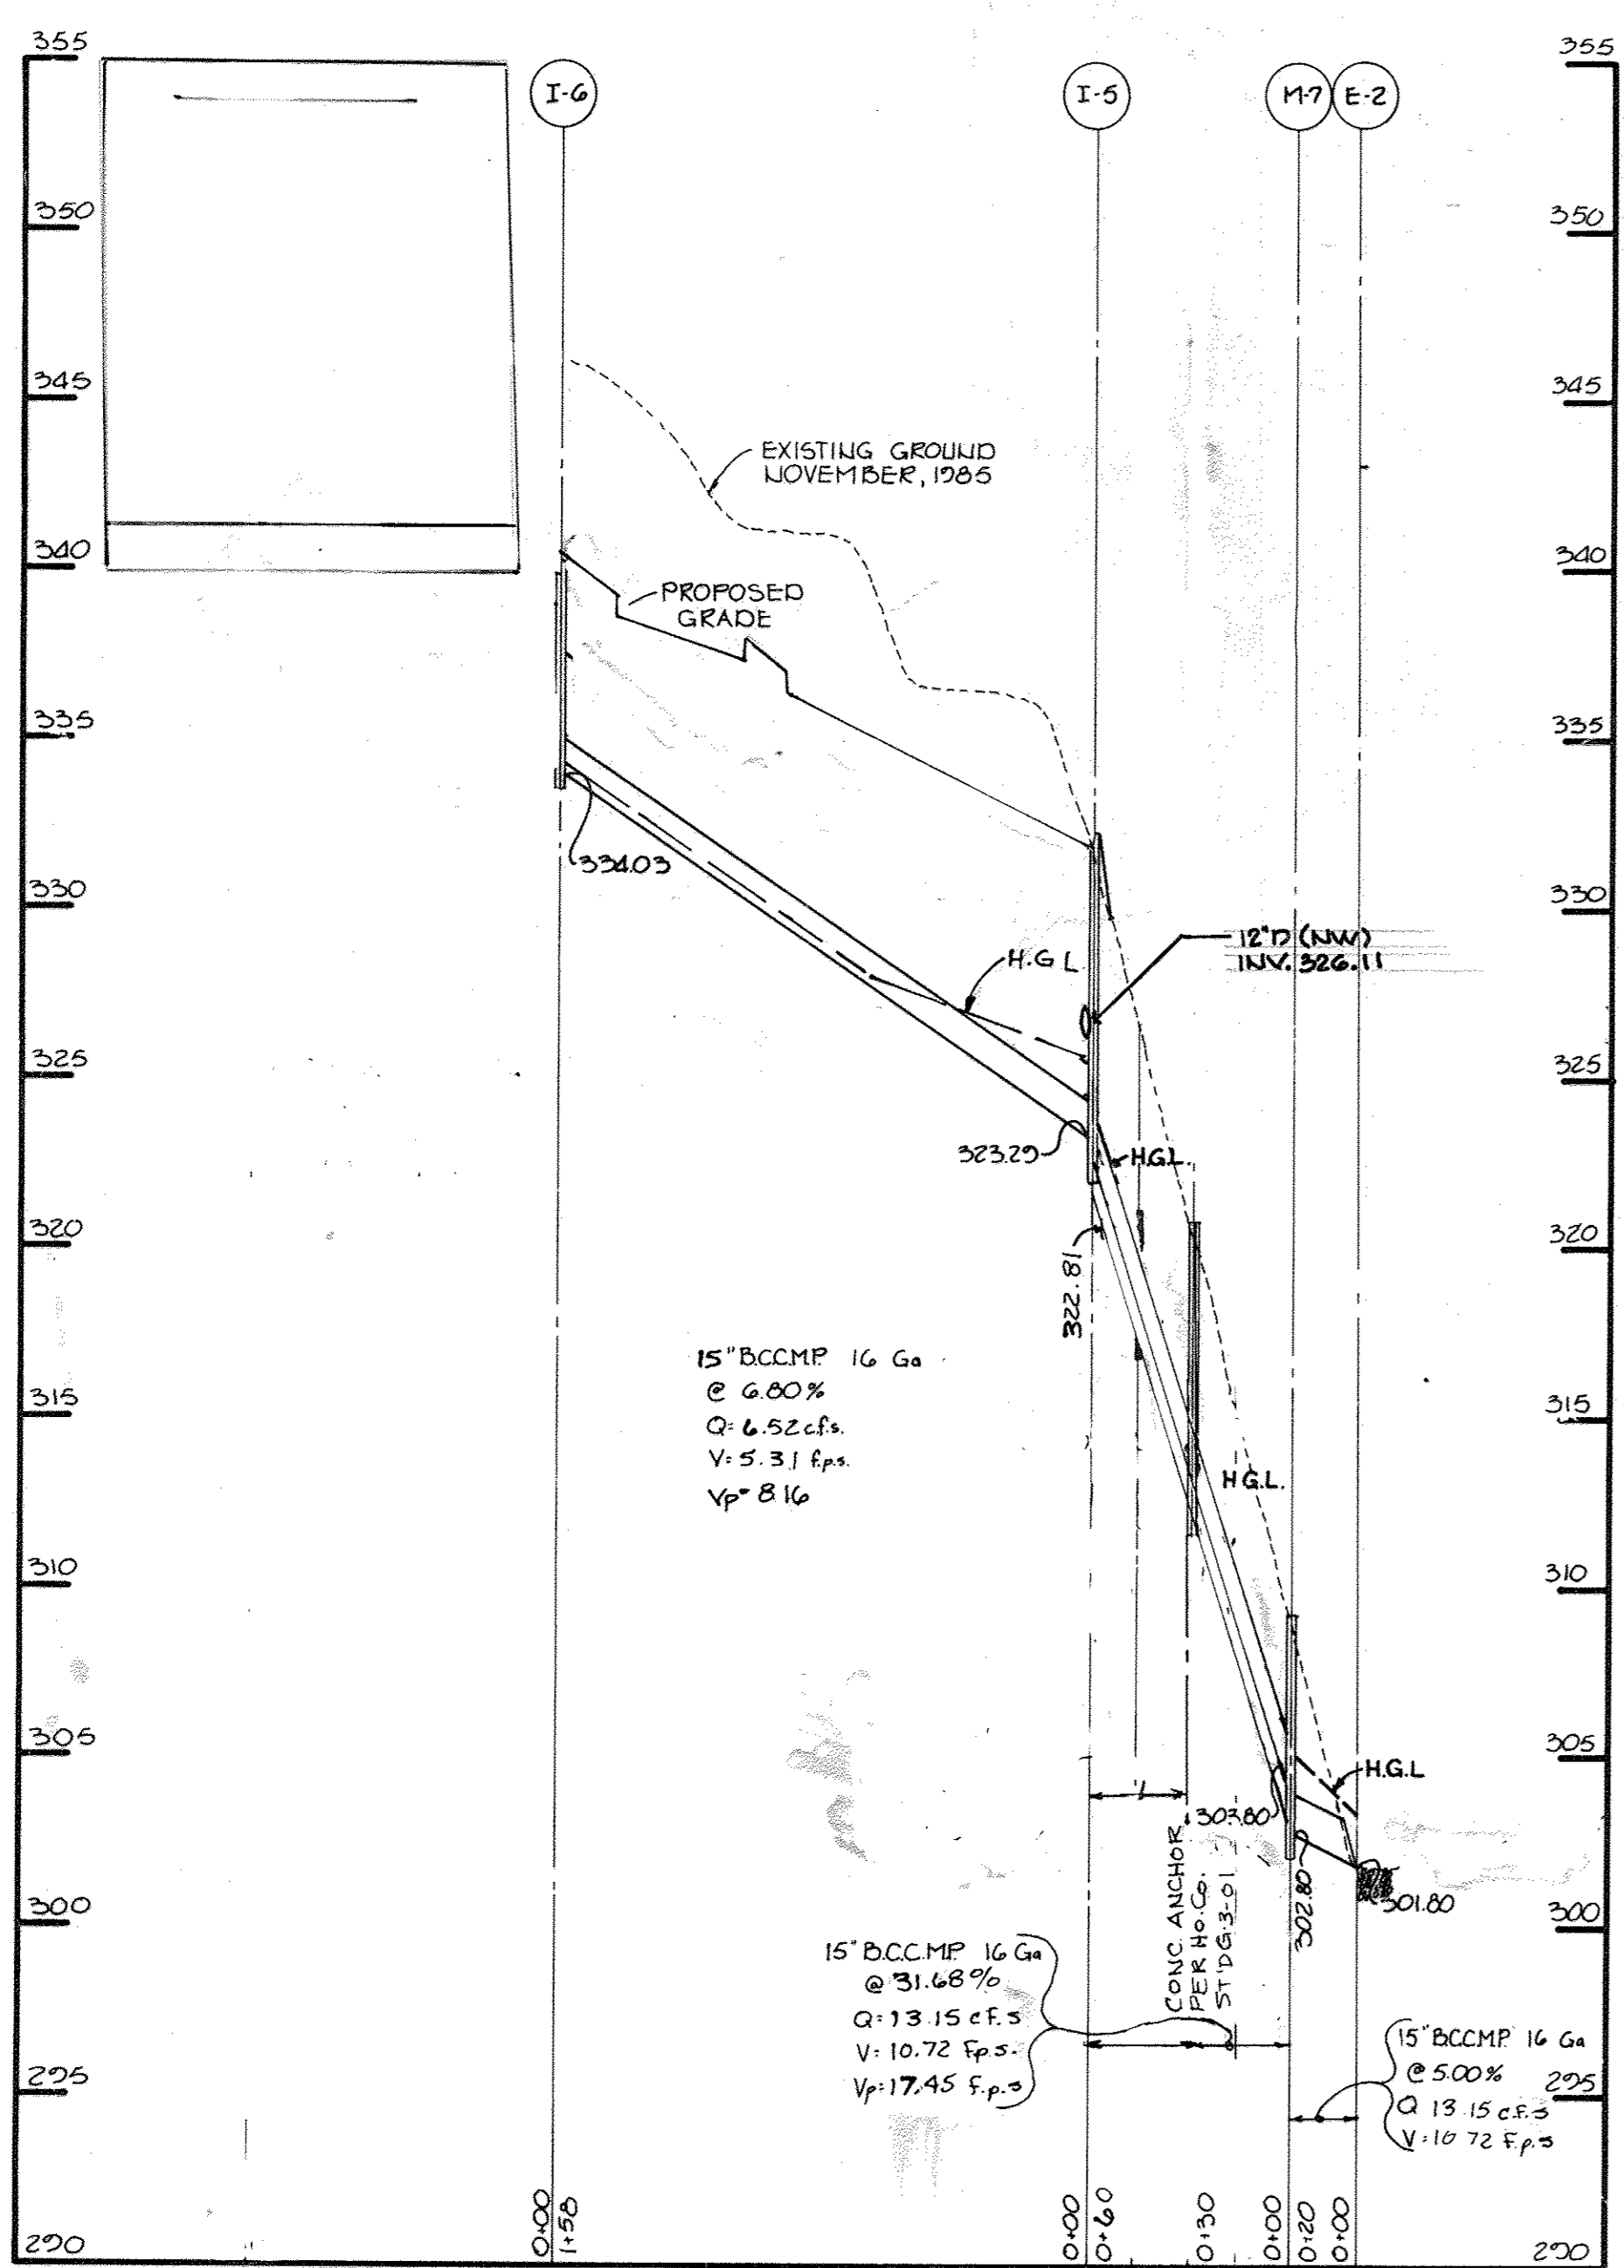 355
355
I-6
I-5
M-7
E-2
350
350
345
345
EXISTING GROUND
NOVEMBER, 1985
340
340
PROPOSED
GRADE
335
335
334.03
330
330
12"D (NW)
INV. 326.11
H.G.L
325
325
323.29
H.G.L.
320
320
322.81
15" B.C.C.M.P. 16 Ga
@ 6.80%
Q= 6.52 c.f.s.
V= 5.31 f.p.s.
Vp= 8.16
315
315
H.G.L.
310
310
305
305
H.G.L
303.80
CONC. ANCHOR
PER HO. CO.
ST'D G-3-01
302.80
301.80
300
300
15" B.C.C.M.P. 16 Ga
@ 31.68%
Q= 13.15 c.f.s
V= 10.72 f.p.s.
Vp= 17.45 f.p.s
15" B.C.C.M.P. 16 Ga
@ 5.00%
Q 13.15 c.f.s
V= 10.72 f.p.s
295
295
0+00
1+58
0+00
0+60
0+30
0+00
0+20
0+00
290
290